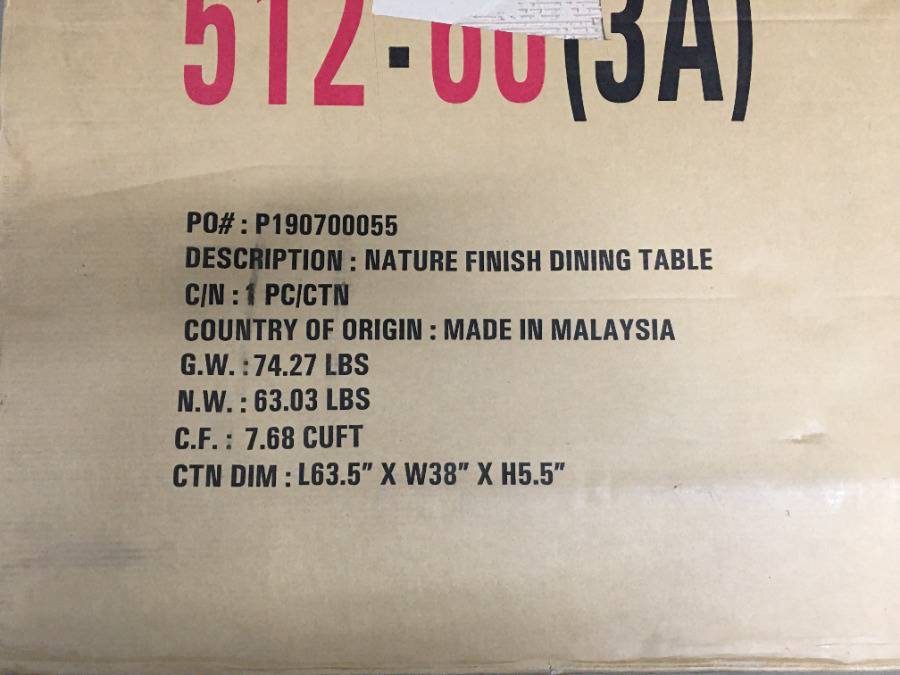 512 (3A)
PO# : P190700055
DESCRIPTION : NATURE FINISH DINING TABLE
C/N : 1 PC/CTN
COUNTRY OF ORIGIN : MADE IN MALAYSIA
G.W. : 74.27 LBS
N.W. : 63.03 LBS
C.F. : 7.68 CUFT
CTN DIM : L63.5” X W38” X H5.5”